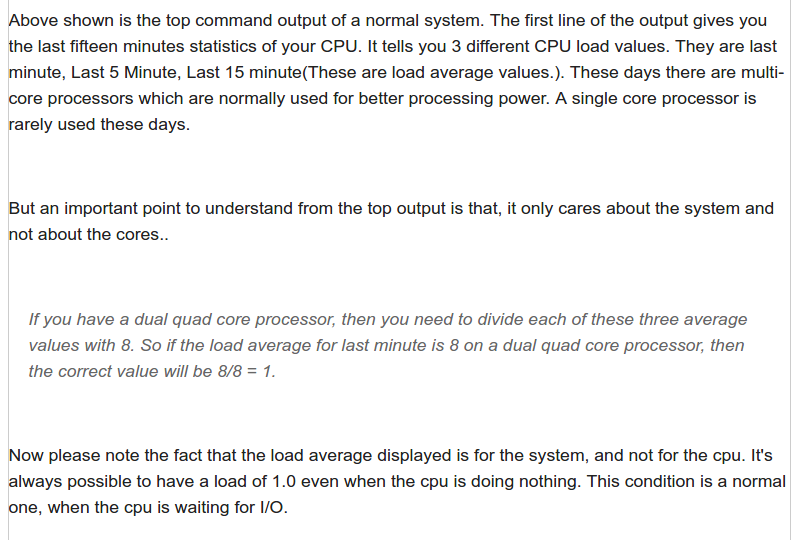 Above shown is the top command output of a normal system. The first line of the output gives you
the last fifteen minutes statistics of your CPU. It tells you 3 different CPU load values. They are last
minute, Last 5 Minute, Last 15 minute(These are load average values.). These days there are multi-
core processors which are normally used for better processing power. A single core processor is
rarely used these days.
But an important point to understand from the top output is that, it only cares about the system and
not about the cores..
If you have a dual quad core processor, then you need to divide each of these three average
values with 8. So if the load average for last minute is 8 on a dual quad core processor, then
the correct value will be 8/8 = 1.
Now please note the fact that the load average displayed is for the system, and not for the cpu. It's
always possible to have a load of 1.0 even when the cpu is doing nothing. This condition is a normal
one, when the cpu is waiting for I/O.